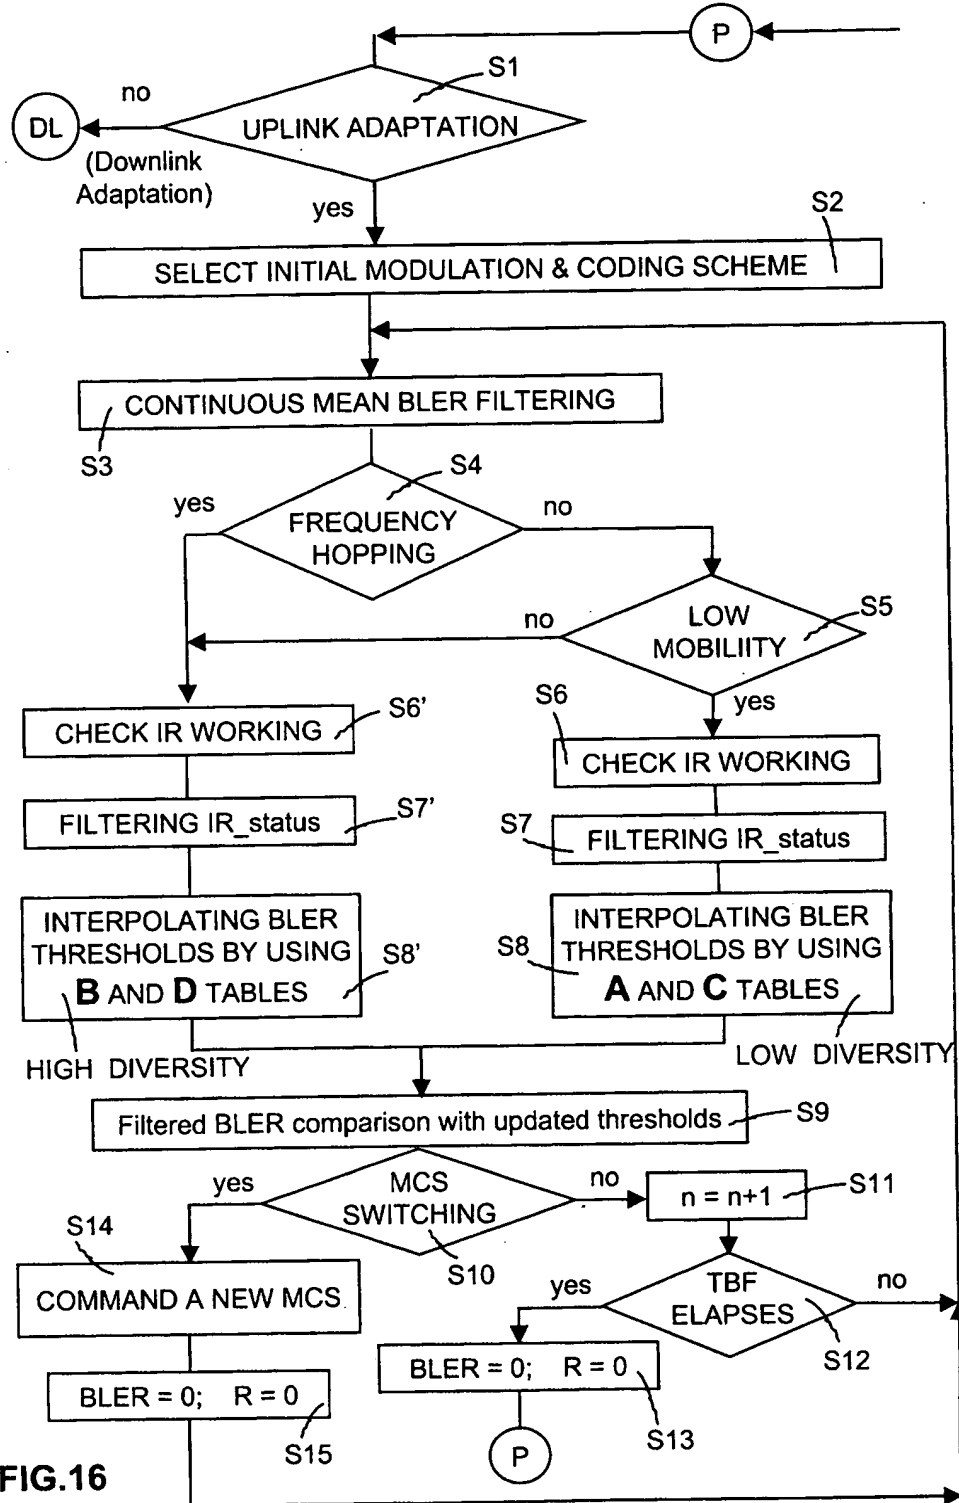 P
S1
no
DL
UPLINK ADAPTATION
(Downlink
Adaptation)
yes
S2
SELECT INITIAL MODULATION & CODING SCHEME
CONTINUOUS MEAN BLER FILTERING
S3
S4
yes
FREQUENCY
HOPPING
no
S5
no
LOW
MOBILIITY
S6'
S6
yes
CHECK IR WORKING
CHECK IR WORKING
S7'
FILTERING IR_status
S7
FILTERING IR_status
INTERPOLATING BLER
THRESHOLDS BY USING
B AND D TABLES
S8'
S8
INTERPOLATING BLER
THRESHOLDS BY USING
A AND C TABLES
HIGH DIVERSITY
LOW DIVERSITY
Filtered BLER comparison with updated thresholds
S9
yes
MCS
SWITCHING
no
n = n+1
S11
S14
S10
COMMAND A NEW MCS
yes
TBF
ELAPSES
no
S12
BLER = 0; R = 0
BLER = 0; R = 0
S15
S13
P
FIG.16